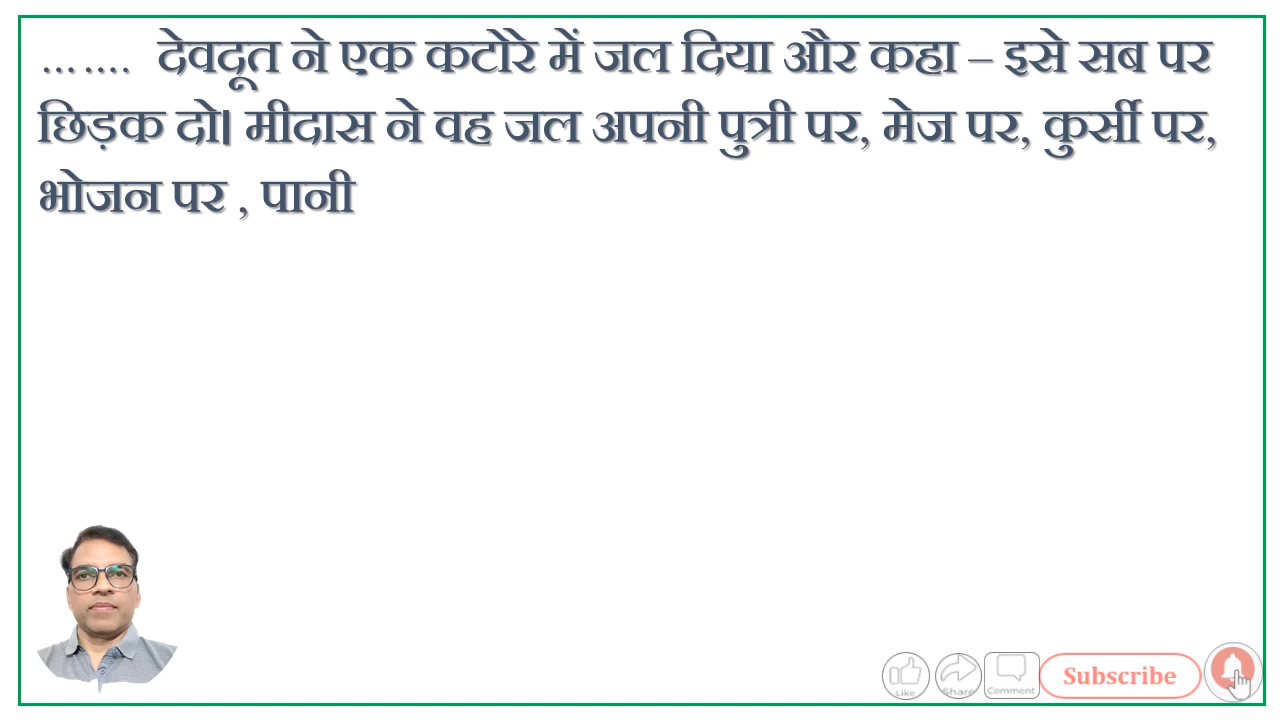 ……. देवदूत ने एक कटोरे में जल दिया और कहा – इसे सब पर
छिड़क दो। मीदास ने वह जल अपनी पुत्री पर, मेज पर, कुर्सी पर,
भोजन पर , पानी
Like
Share
Comment
Subscribe